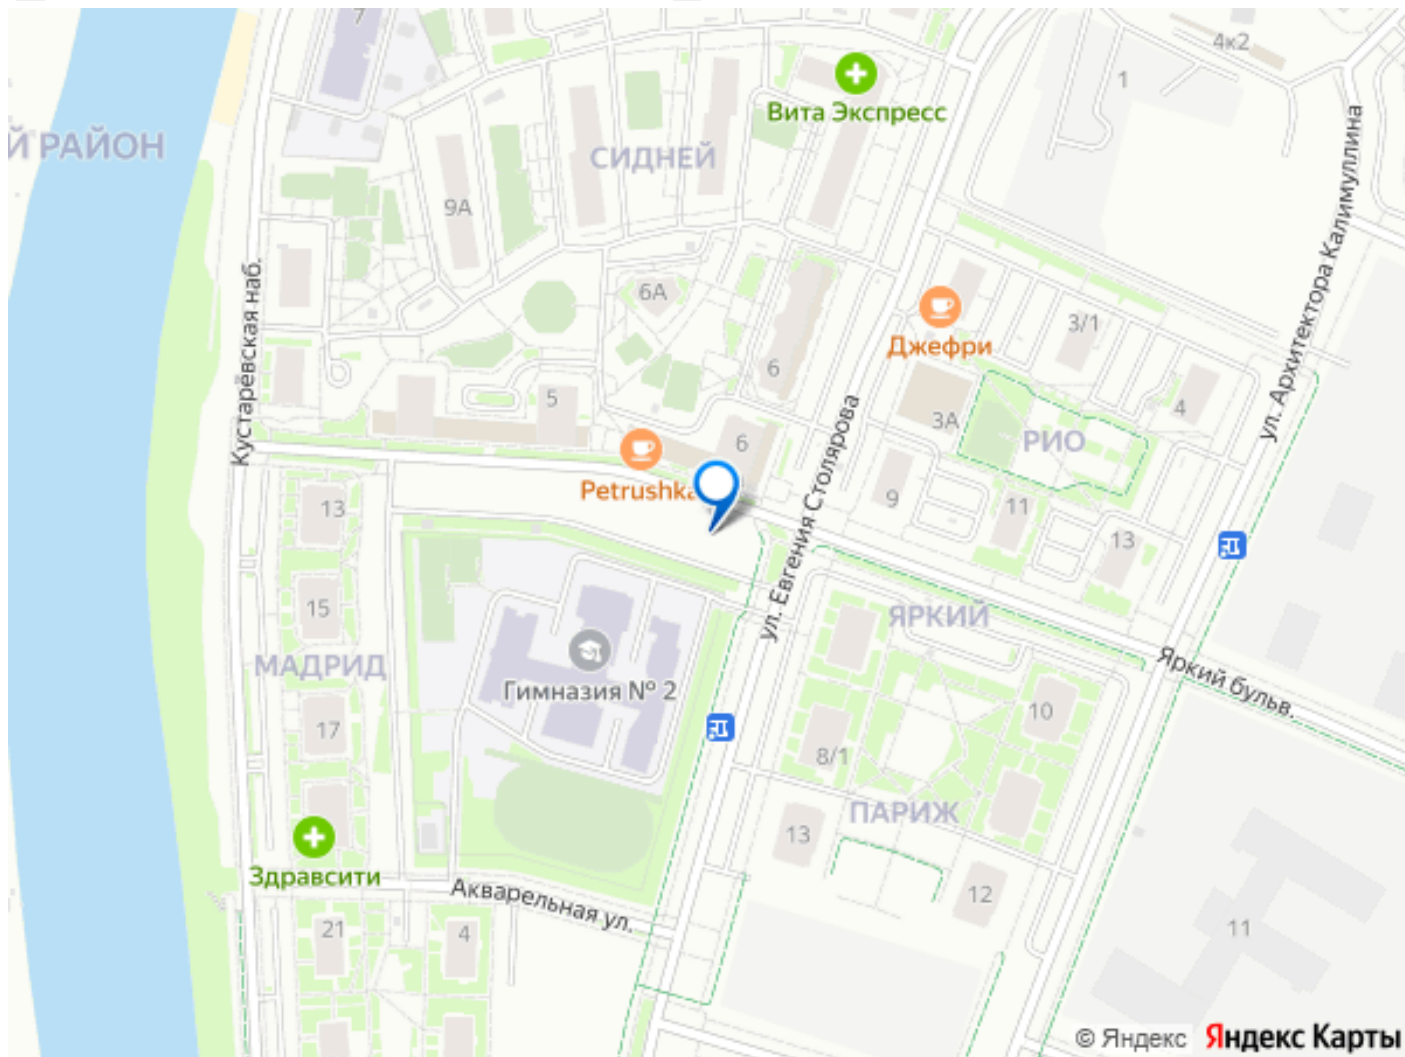 7
4к2
1
Вита Экспресс
Й РАЙОН
СИДНЕЙ
ул. Архитектора Калимуллина
9А
Кустарёвская наб.
6А
3/1
Джефри
6
5
4
3А
РИО
6
ул. Евгения Столярова
Petrushka
13
9
11
13
15
ЯРКИЙ
МАДРИД
Гимназия № 2
Яркий бульв.
10
17
8/1
ПАРИЖ
13
Здравсити
Акварельная ул.
12
21
4
11
© Яндекс
Яндекс Карты